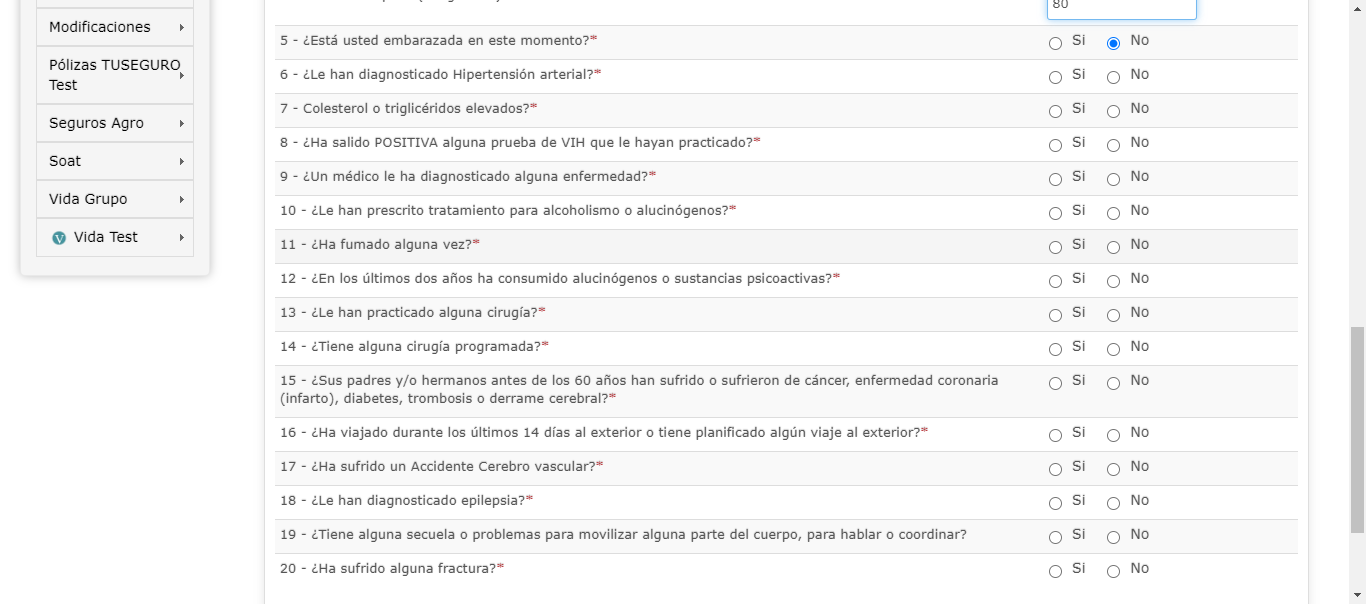 80
Modificaciones
Pólizas TUSEGURO
Test
Seguros Agro
Soat
Vida Grupo
V Vida Test
5 - ¿Está usted embarazada en este momento?* Si No
6 - ¿Le han diagnosticado Hipertensión arterial?* Si No
7 - Colesterol o triglicéridos elevados?* Si No
8 - ¿Ha salido POSITIVA alguna prueba de VIH que le hayan practicado?* Si No
9 - ¿Un médico le ha diagnosticado alguna enfermedad?* Si No
10 - ¿Le han prescrito tratamiento para alcoholismo o alucinógenos?* Si No
11 - ¿Ha fumado alguna vez?* Si No
12 - ¿En los últimos dos años ha consumido alucinógenos o sustancias psicoactivas?* Si No
13 - ¿Le han practicado alguna cirugía?* Si No
14 - ¿Tiene alguna cirugía programada?* Si No
15 - ¿Sus padres y/o hermanos antes de los 60 años han sufrido o sufrieron de cáncer, enfermedad coronaria Si No
(infarto), diabetes, trombosis o derrame cerebral?*
16 - ¿Ha viajado durante los últimos 14 días al exterior o tiene planificado algún viaje al exterior?* Si No
17 - ¿Ha sufrido un Accidente Cerebro vascular?* Si No
18 - ¿Le han diagnosticado epilepsia?* Si No
19 - ¿Tiene alguna secuela o problemas para movilizar alguna parte del cuerpo, para hablar o coordinar? Si No
20 - ¿Ha sufrido alguna fractura?* Si No